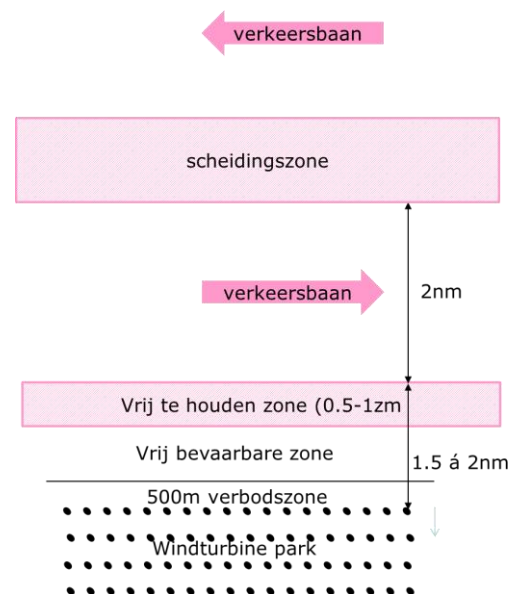 verkeersbaan
scheidingszone
verkeersbaan
2nm
Vrij te houden zone (0.5-1zm
Vrij bevaarbare zone
1.5 á 2nm
500m verbodszone
Windturbine park